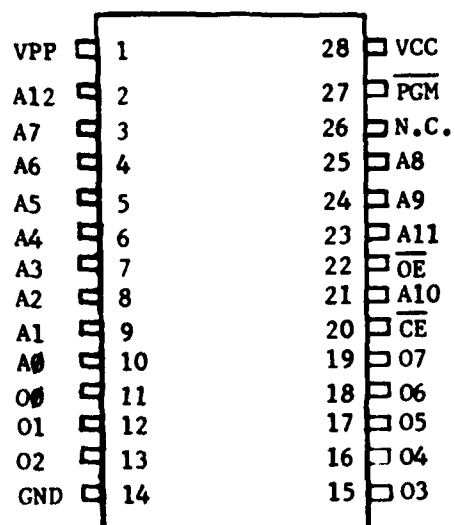 VPP 1 28 VCC
A12 2 27 PGM
A7 3 26 N.C.
A6 4 25 A8
A5 5 24 A9
A4 6 23 A11
A3 7 22 OE
A2 8 21 A10
A1 9 20 CE
AØ 10 19 O7
OØ 11 18 O6
O1 12 17 O5
O2 13 16 O4
GND 14 15 O3